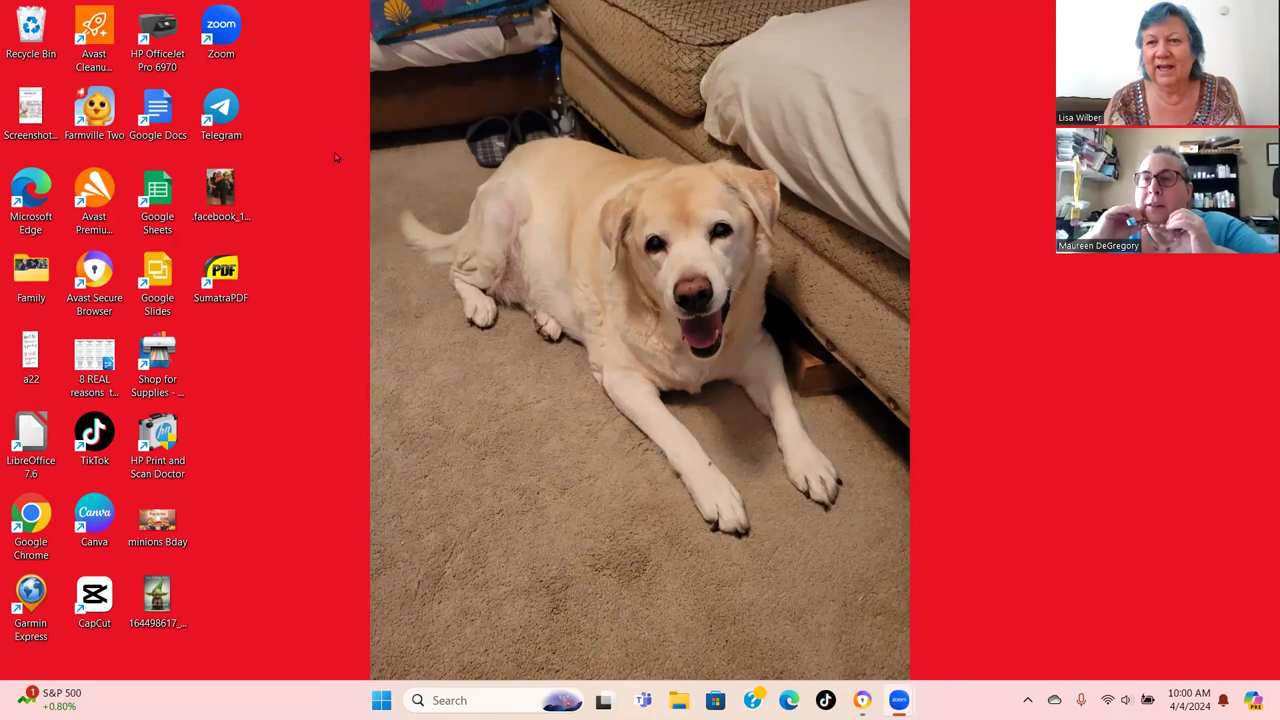 Recycle Bin
Avast
Cleanu...
HP OfficeJet
Pro 6970
zoom
Zoom
Screenshot...
Farmville Two
Google Docs
Telegram
Microsoft
Edge
Avast
Premiu...
Google
Sheets
.facebook_1...
Family
Avast Secure
Browser
Google
Slides
PDF
SumatraPDF
a22
8 REAL
reasons t...
Shop for
Supplies - ...
LibreOffice
7.6
TikTok
HP Print and
Scan Doctor
Google
Chrome
Canva
Canva
minions Bday
Garmin
Express
CapCut
164498617_...
Lisa Wilber
Maureen DeGregory
1
S&P 500
+0.80%
Search
zoom
10:00 AM
4/4/2024
PRE